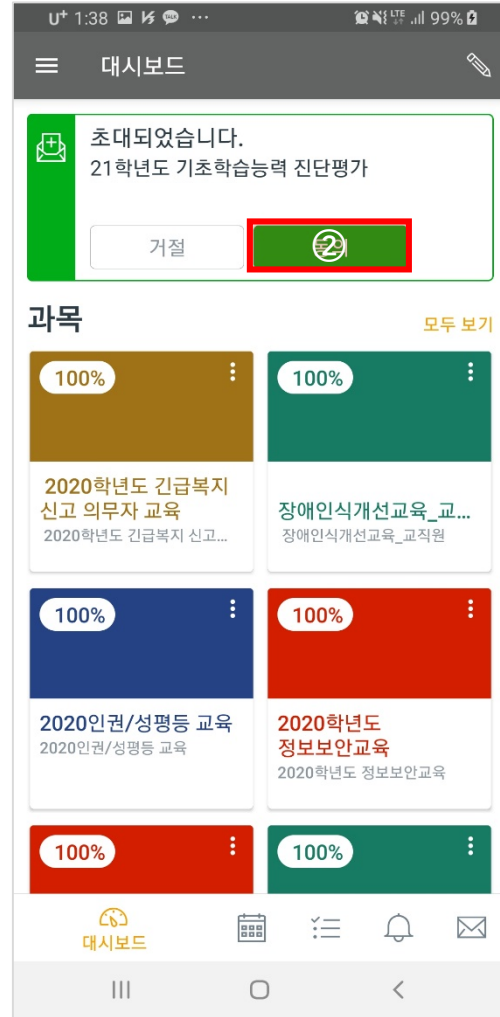 U+ 1:38 TALK ... LTE 99%
대시보드
초대되었습니다.
21학년도 기초학습능력 진단평가
거절
②
과목
모두 보기
100%
100%
2020학년도 긴급복지
신고 의무자 교육
2020학년도 긴급복지 신고...
장애인식개선교육_교...
장애인식개선교육_교직원
100%
100%
2020인권/성평등 교육
2020인권/성평등 교육
2020학년도
정보보안교육
2020학년도 정보보안교육
100%
100%
대시보드